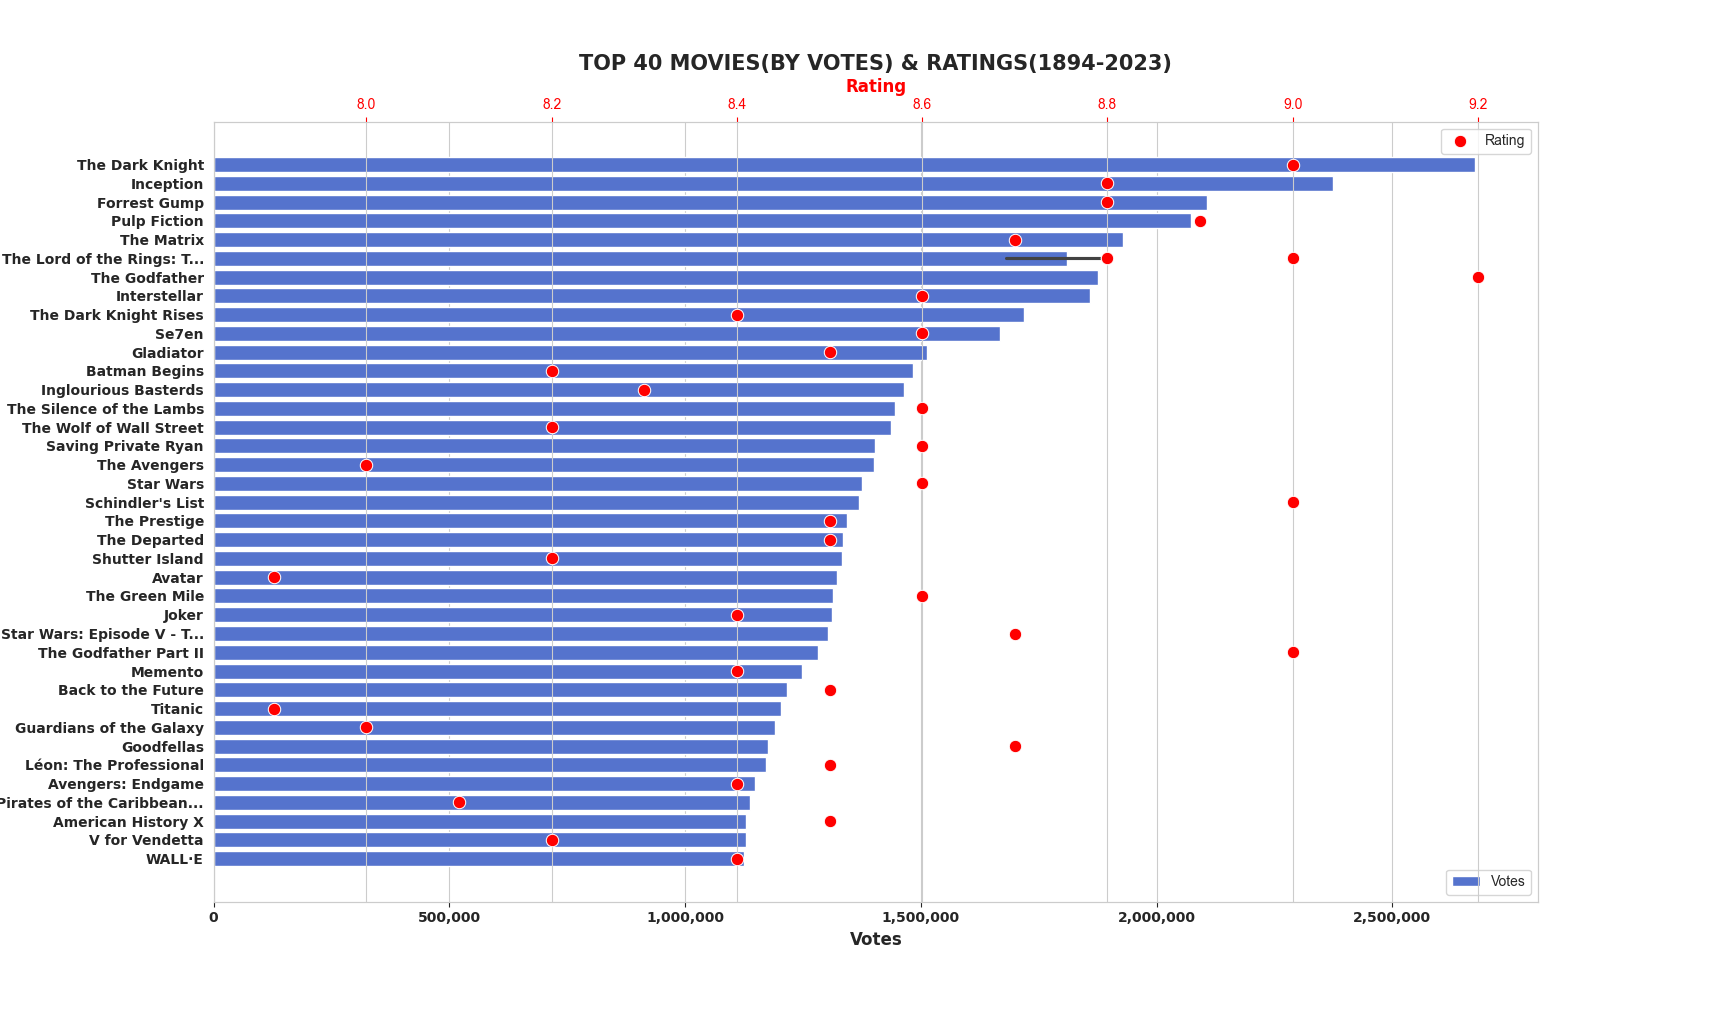 TOP 40 MOVIES(BY VOTES) & RATINGS(1894-2023)
Rating
8.0 8.2 8.4 8.6 8.8 9.0 9.2
Rating
The Dark Knight
Inception
Forrest Gump
Pulp Fiction
The Matrix
The Lord of the Rings: T...
The Godfather
Interstellar
The Dark Knight Rises
Se7en
Gladiator
Batman Begins
Inglourious Basterds
The Silence of the Lambs
The Wolf of Wall Street
Saving Private Ryan
The Avengers
Star Wars
Schindler's List
The Prestige
The Departed
Shutter Island
Avatar
The Green Mile
Joker
Star Wars: Episode V - T...
The Godfather Part II
Memento
Back to the Future
Titanic
Guardians of the Galaxy
Goodfellas
Léon: The Professional
Avengers: Endgame
Pirates of the Caribbean...
American History X
V for Vendetta
WALL·E
Votes
0 500,000 1,000,000 1,500,000 2,000,000 2,500,000
Votes